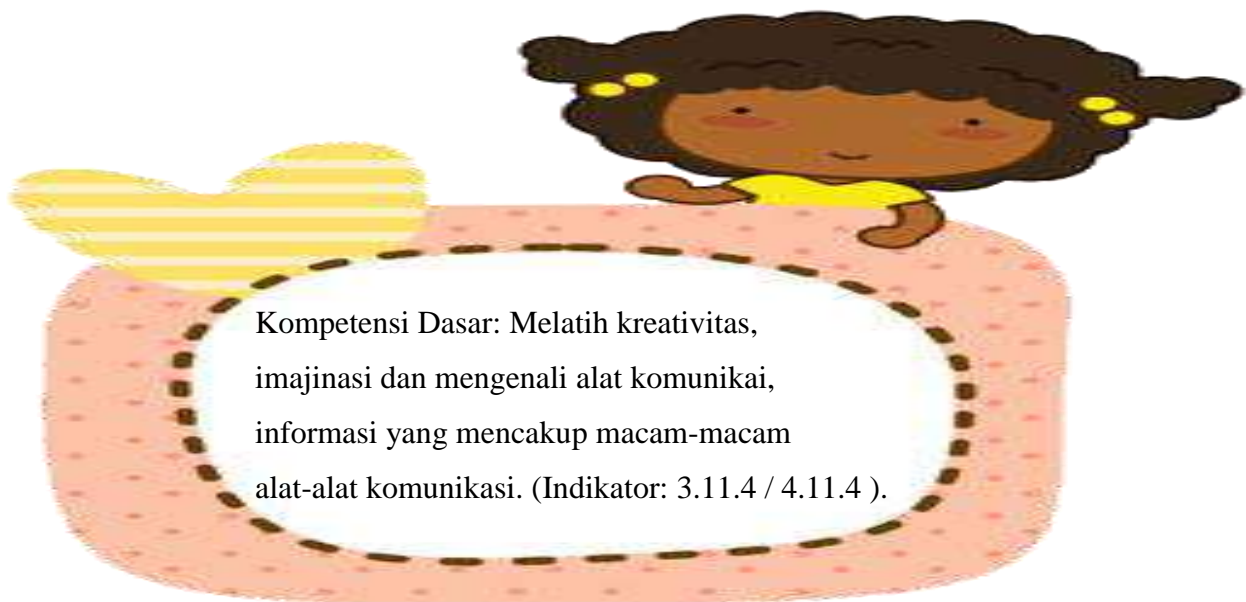 Kompetensi Dasar: Melatih kreativitas,
imajinasi dan mengenali alat komunikai,
informasi yang mencakup macam-macam
alat-alat komunikasi. (Indikator: 3.11.4 / 4.11.4 ).